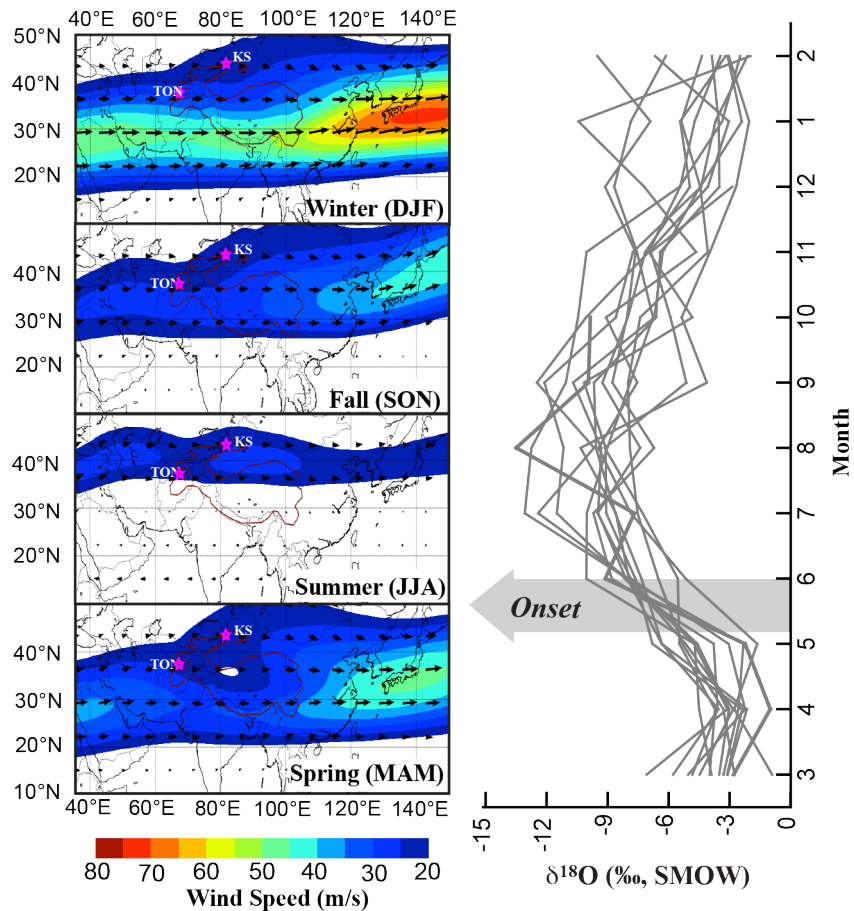 40°E 60°E 80°E 100°E 120°E 140°E
50°N
40°N
30°N
20°N
KS
TON
Winter (DJF)
40°N
30°N
20°N
KS
TON
Fall (SON)
40°N
30°N
20°N
KS
TON
Summer (JJA)
40°N
30°N
20°N
10°N
KS
TON
Spring (MAM)
40°E 60°E 80°E 100°E 120°E 140°E
80 70 60 50 40 30 20
Wind Speed (m/s)
2
1
12
11
10
9
8
7
6
5
4
3
Month
Onset
-15 -12 -9 -6 -3 0
δ¹⁸O (‰, SMOW)